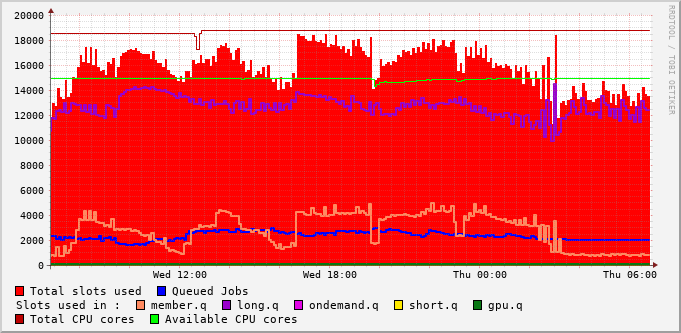 20000
18000
16000
14000
12000
10000
8000
6000
4000
2000
0
Wed 12:00 Wed 18:00 Thu 00:00 Thu 06:00
RRDTOOL / TOBI OETIKER
Total slots used Queued Jobs
Slots used in : member.q long.q ondemand.q short.q gpu.q
Total CPU cores Available CPU cores